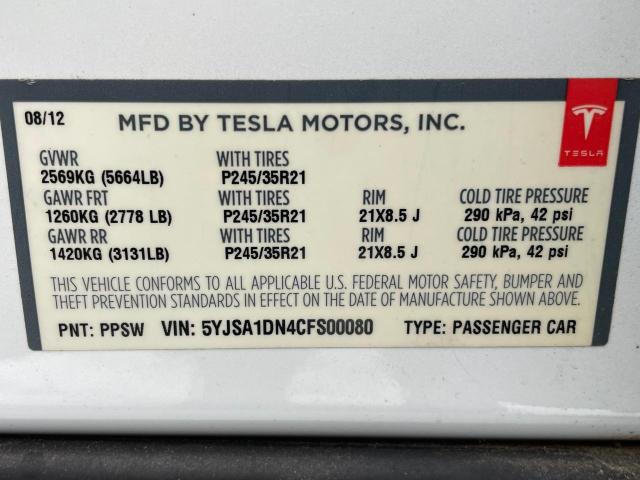 08/12 MFD BY TESLA MOTORS, INC.
TESLA
GVWR WITH TIRES
2569KG (5664LB) P245/35R21
GAWR FRT WITH TIRES RIM COLD TIRE PRESSURE
1260KG (2778 LB) P245/35R21 21X8.5 J 290 kPa, 42 psi
GAWR RR WITH TIRES RIM COLD TIRE PRESSURE
1420KG (3131LB) P245/35R21 21X8.5 J 290 kPa, 42 psi
THIS VEHICLE CONFORMS TO ALL APPLICABLE U.S. FEDERAL MOTOR SAFETY, BUMPER AND
THEFT PREVENTION STANDARDS IN EFFECT ON THE DATE OF MANUFACTURE SHOWN ABOVE.
PNT: PPSW VIN: 5YJSA1DN4CFS00080 TYPE: PASSENGER CAR